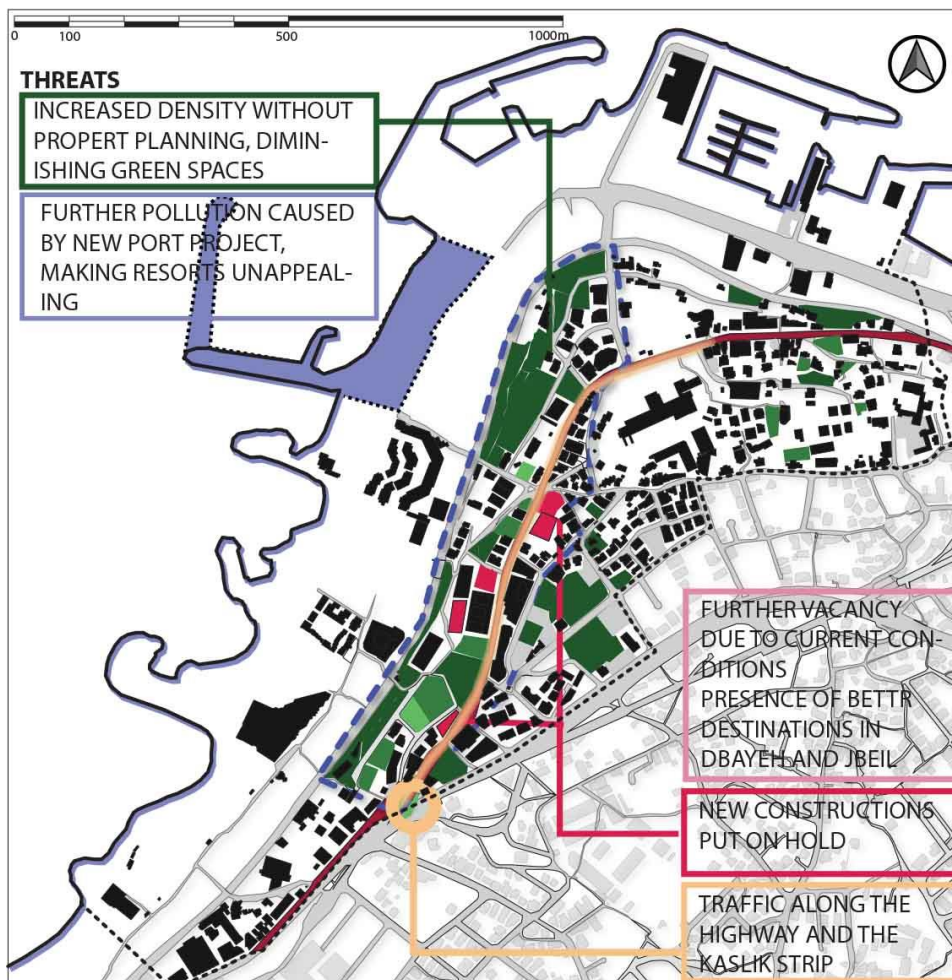 0 100 500 1000m
THREATS
INCREASED DENSITY WITHOUT
PROPERT PLANNING, DIMIN-
ISHING GREEN SPACES
FURTHER POLLUTION CAUSED
BY NEW PORT PROJECT,
MAKING RESORTS UNAPPEAL-
ING
FURTHER VACANCY
DUE TO CURRENT CON-
DITIONS
PRESENCE OF BETTR
DESTINATIONS IN
DBAYEH AND JBEIL
NEW CONSTRUCTIONS
PUT ON HOLD
TRAFFIC ALONG THE
HIGHWAY AND THE
KASLIK STRIP